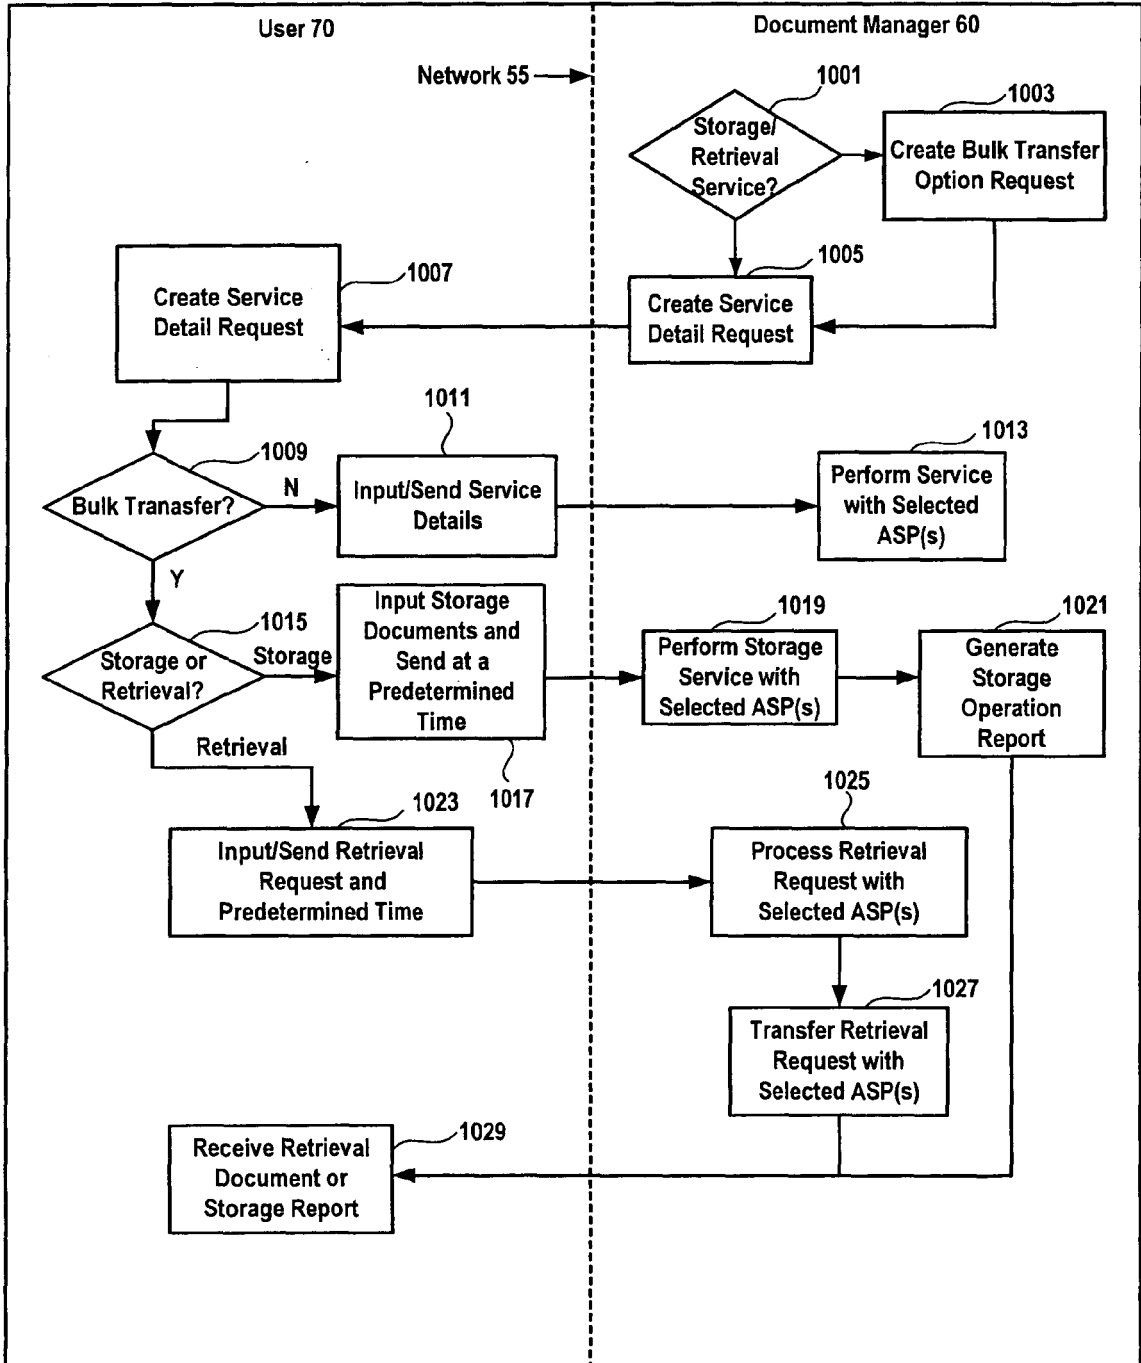 User 70
Document Manager 60
Network 55
1001
1003
Storage/
Retrieval
Service?
Create Bulk Transfer
Option Request
1007
1005
Create Service
Detail Request
Create Service
Detail Request
1009
1011
1013
Bulk Tranasfer?
N
Input/Send Service
Details
Perform Service
with Selected
ASP(s)
Y
1015
Storage or
Retrieval?
Storage
Input Storage
Documents and
Send at a
Predetermined
Time
1017
1019
Perform Storage
Service with
Selected ASP(s)
1021
Generate
Storage
Operation
Report
Retrieval
1023
Input/Send Retrieval
Request and
Predetermined Time
1025
Process Retrieval
Request with
Selected ASP(s)
1027
Transfer Retrieval
Request with
Selected ASP(s)
1029
Receive Retrieval
Document or
Storage Report